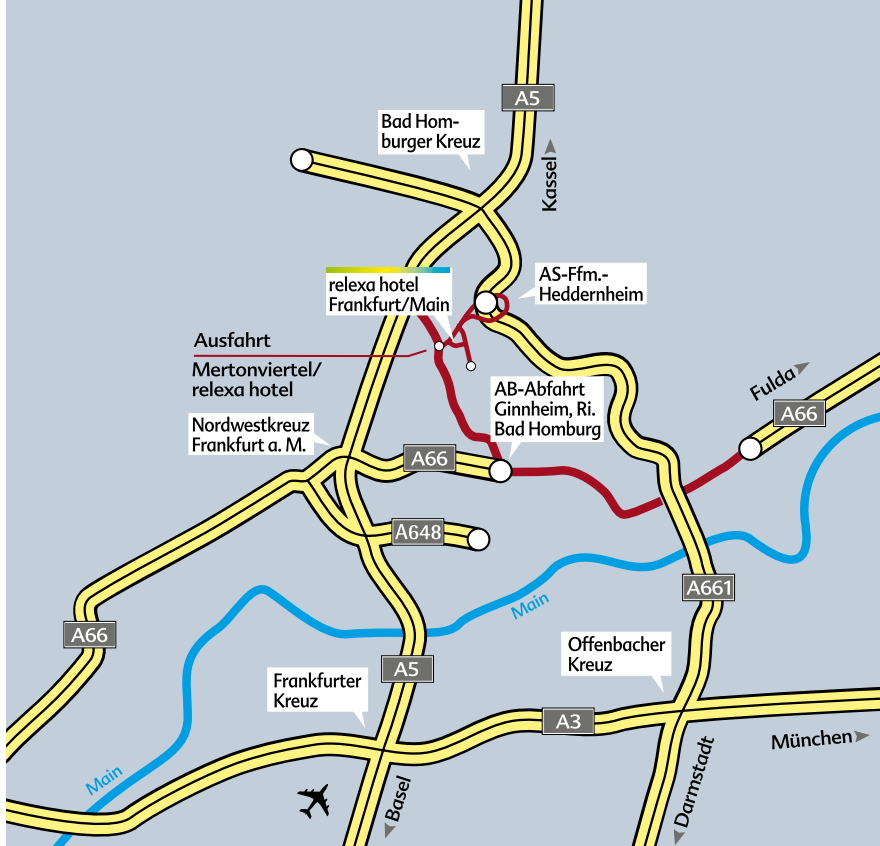 A5
Bad Hom-
burger Kreuz
Kassel
AS-Ffm.-
Heddernheim
relexa hotel
Frankfurt/Main
Ausfahrt
Mertonviertel/
relexa hotel
Fulda
A66
AB-Abfahrt
Ginnheim, Ri.
Bad Homburg
Nordwestkreuz
Frankfurt a. M.
A66
A648
A661
Main
A66
Offenbacher
Kreuz
A5
Frankfurter
Kreuz
A3
München
Main
Basel
Darmstadt